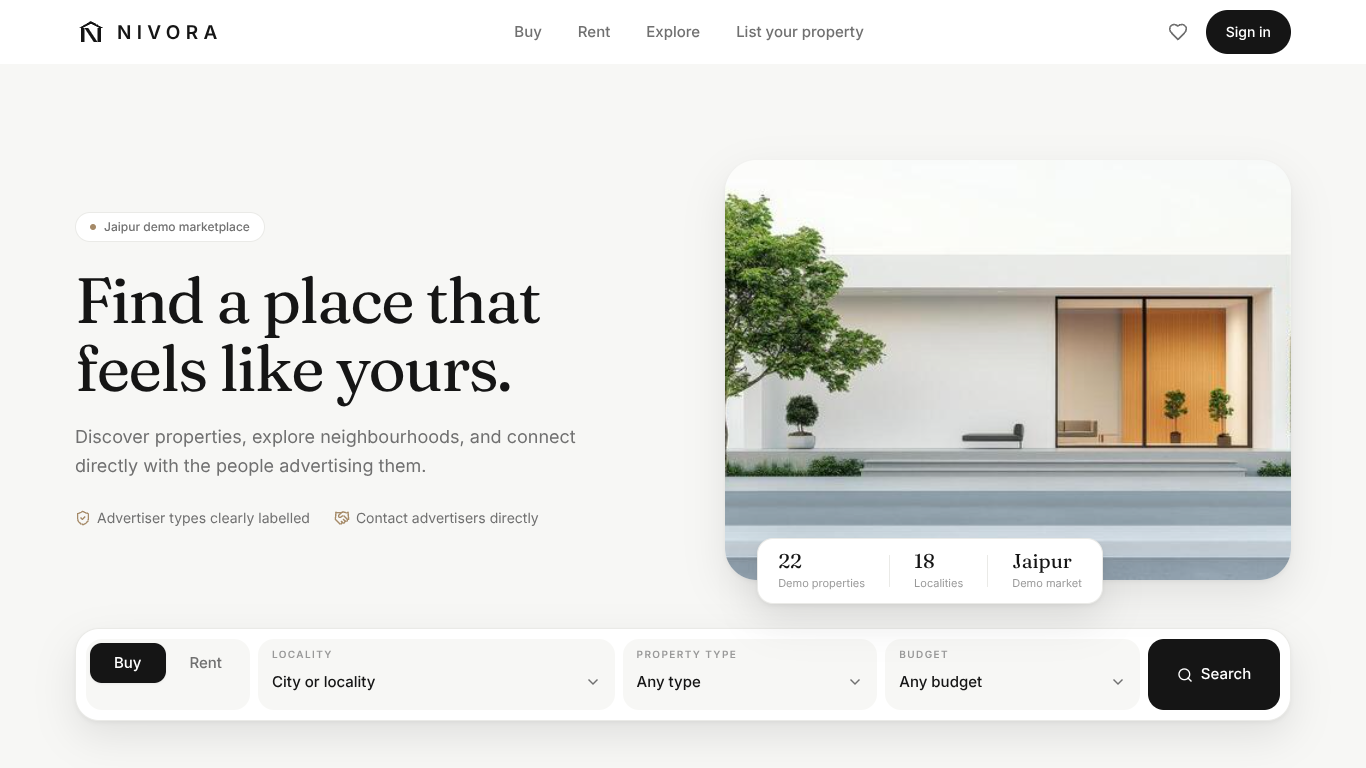 NIVORA
Buy
Rent
Explore
List your property
Sign in
Jaipur demo marketplace
Find a place that
feels like yours.
Discover properties, explore neighbourhoods, and connect
directly with the people advertising them.
Advertiser types clearly labelled
Contact advertisers directly
22
Demo properties
18
Localities
Jaipur
Demo market
Buy
Rent
LOCALITY
City or locality
PROPERTY TYPE
Any type
BUDGET
Any budget
Search